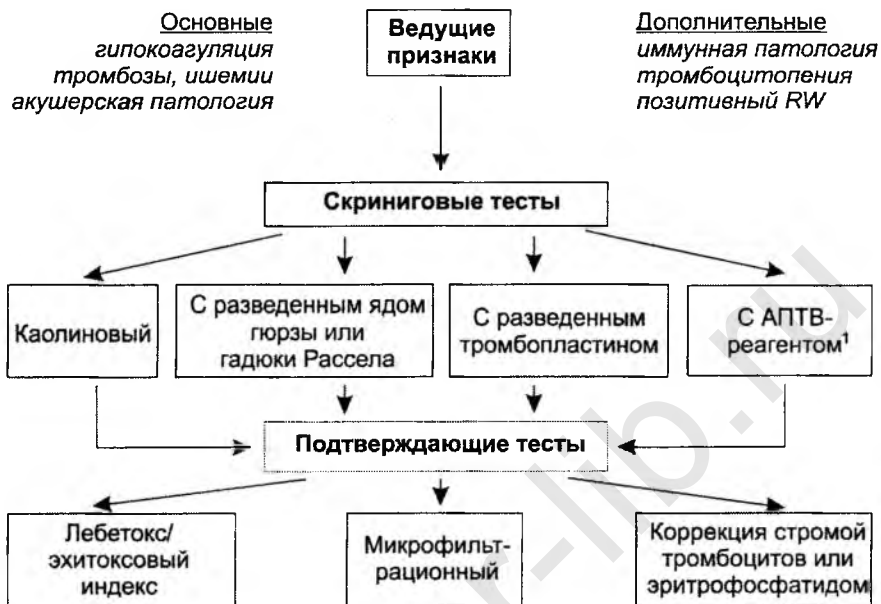 Основные
гипокоагуляция
тромбозы, ишемии
акушерская патология
Ведущие
признаки
Дополнительные
иммунная патология
тромбоцитопения
позитивный RW
Скриниговые тесты
Каолиновый
С разведенным ядом
гюрзы или
гадюки Рассела
С разведенным
тромбопластином
С АПТВ-
реагентом¹
Подтверждающие тесты
Лебетокс/
эхитоксовый
индекс
Микрофильт-
рационный
Коррекция стромой
тромбоцитов или
эритрофосфатидом
r-lib.ru